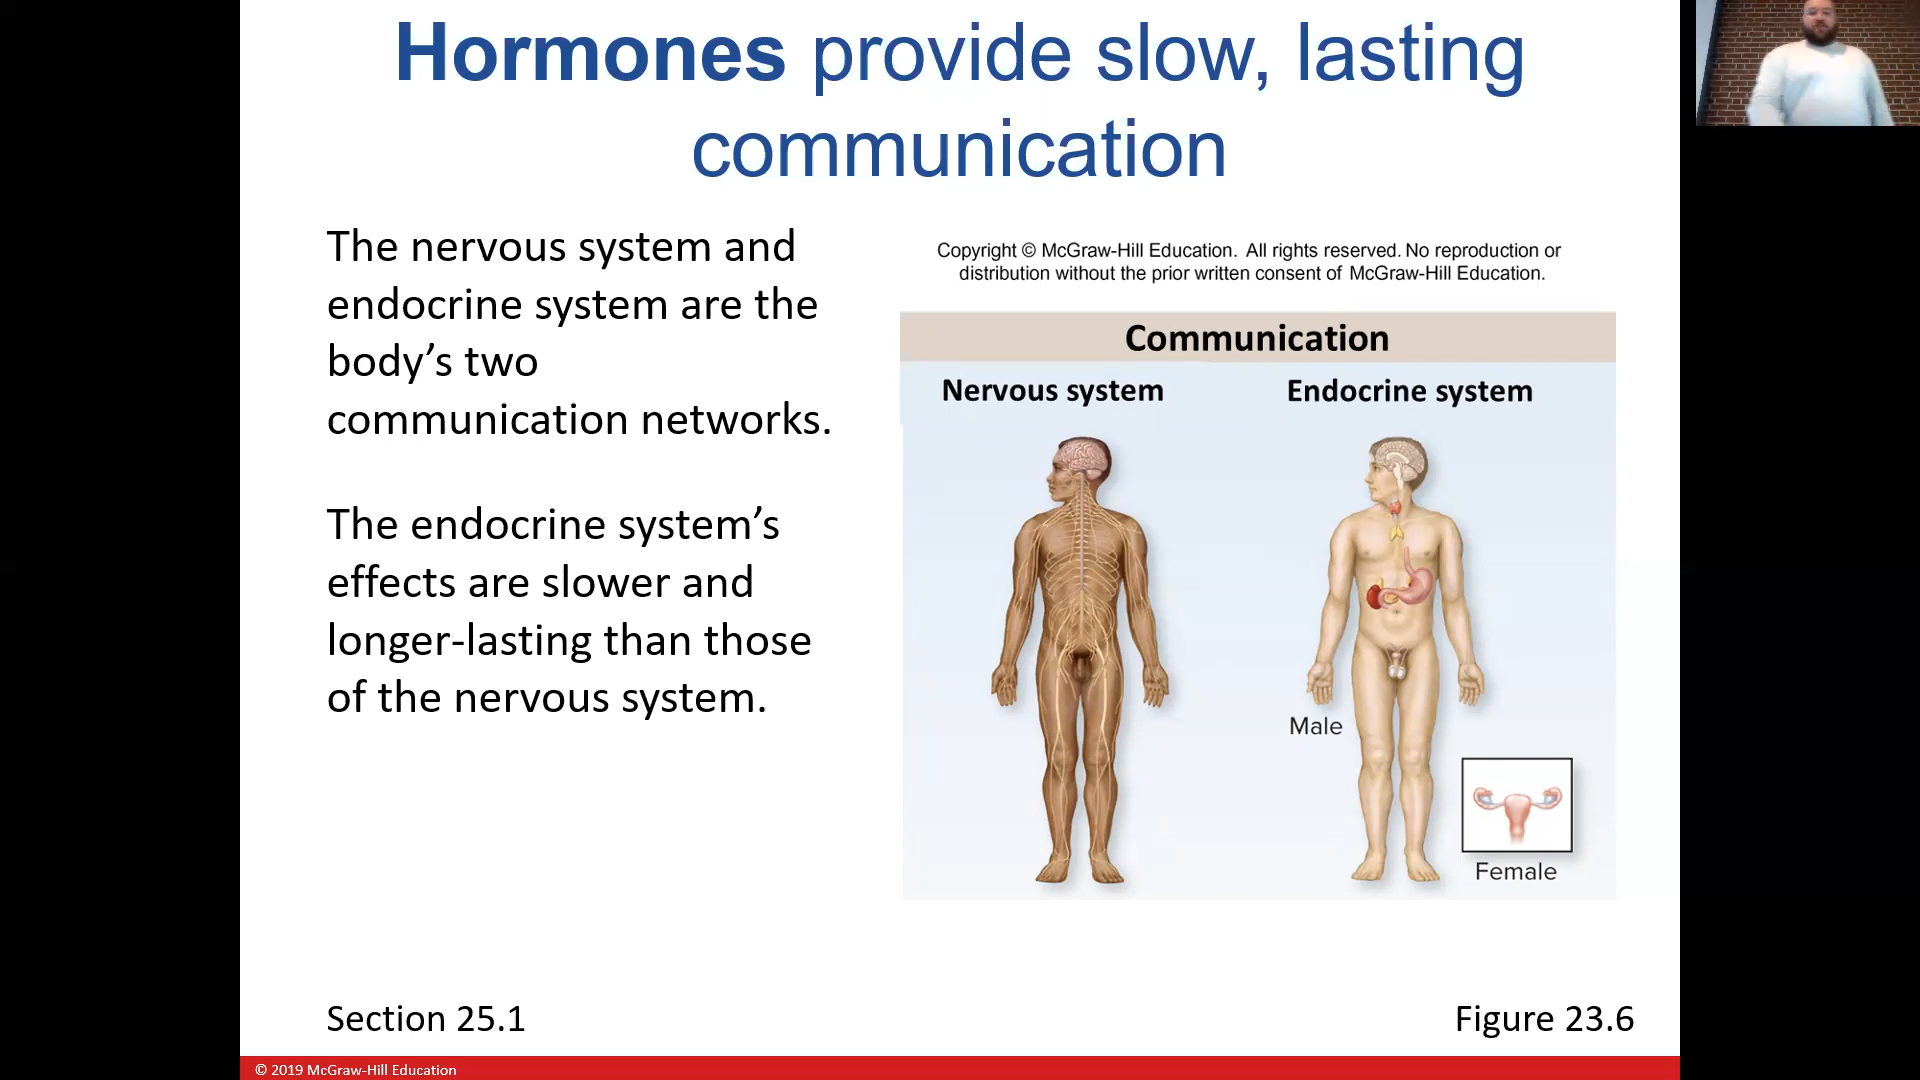 Hormones provide slow, lasting
communication
The nervous system and
endocrine system are the
body’s two
communication networks.
The endocrine system’s
effects are slower and
longer-lasting than those
of the nervous system.
Copyright © McGraw-Hill Education. All rights reserved. No reproduction or
distribution without the prior written consent of McGraw-Hill Education.
Communication
Nervous system
Endocrine system
Male
Female
Section 25.1
Figure 23.6
© 2019 McGraw-Hill Education